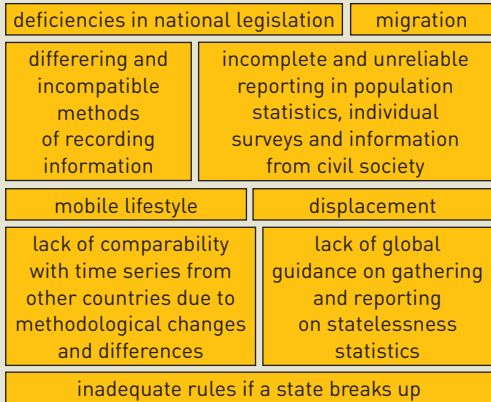 deficiencies in national legislation
migration
differering and
incompatible
methods
of recording
information
incomplete and unreliable
reporting in population
statistics, individual
surveys and information
from civil society
mobile lifestyle
displacement
lack of comparability
with time series from
other countries due to
methodological changes
and differences
lack of global
guidance on gathering
and reporting
on statelessness
statistics
inadequate rules if a state breaks up